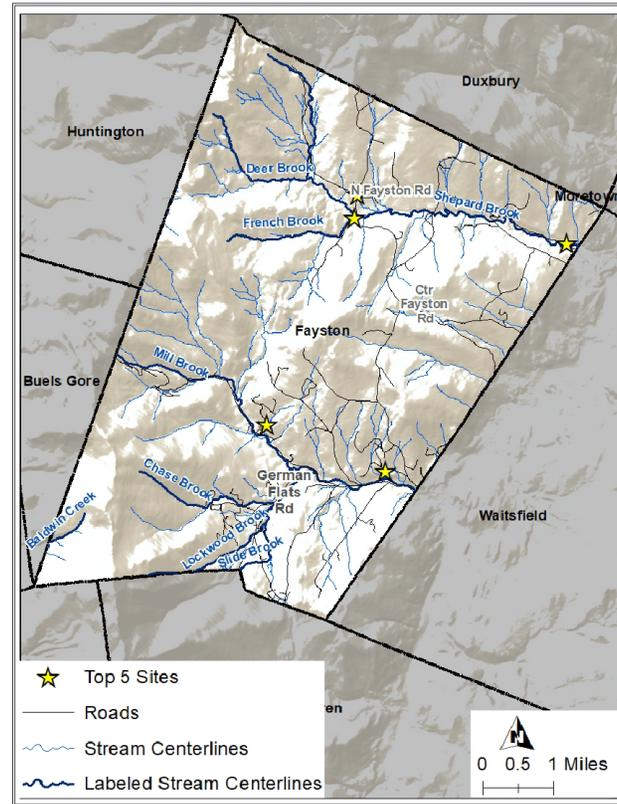 Duxbury
Huntington
Moretown
Deer Brook
N Fayston Rd
Shepard Brook
French Brook
Ctr
Fayston
Rd
Fayston
Mill Brook
Buels Gore
German
Flats
Rd
Chase Brook
Baldwin Creek
Lockwood Brook
Slide Brook
Waitsfield
Top 5 Sites
Roads
Stream Centerlines
Labeled Stream Centerlines
ren
N
0 0.5 1 Miles